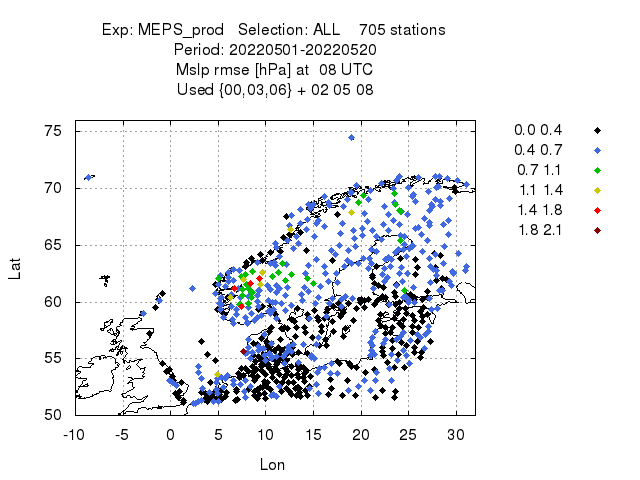 Exp: MEPS_prod   Selection: ALL    705 stations
Period: 20220501-20220520
Mslp rmse [hPa] at  08 UTC
Used {00,03,06} + 02 05 08
0.0 0.4
0.4 0.7
0.7 1.1
1.1 1.4
1.4 1.8
1.8 2.1
75
70
65
60
55
50
Lat
-10 -5 0 5 10 15 20 25 30
Lon